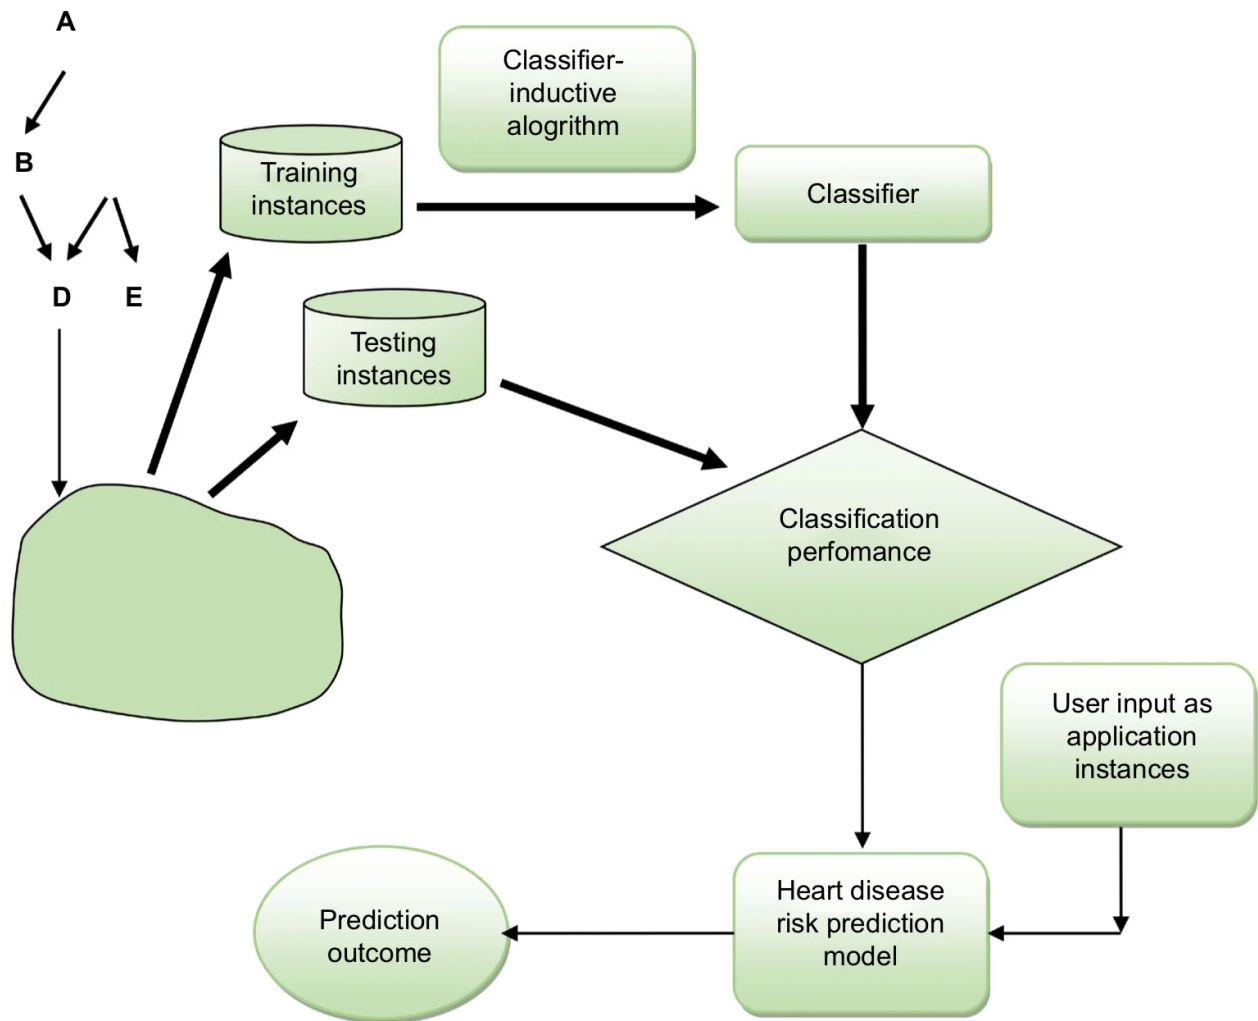 A
B
D
E
Classifier-
inductive
alogrithm
Training
instances
Classifier
Testing
instances
Classification
perfomance
User input as
application
instances
Heart disease
risk prediction
model
Prediction
outcome